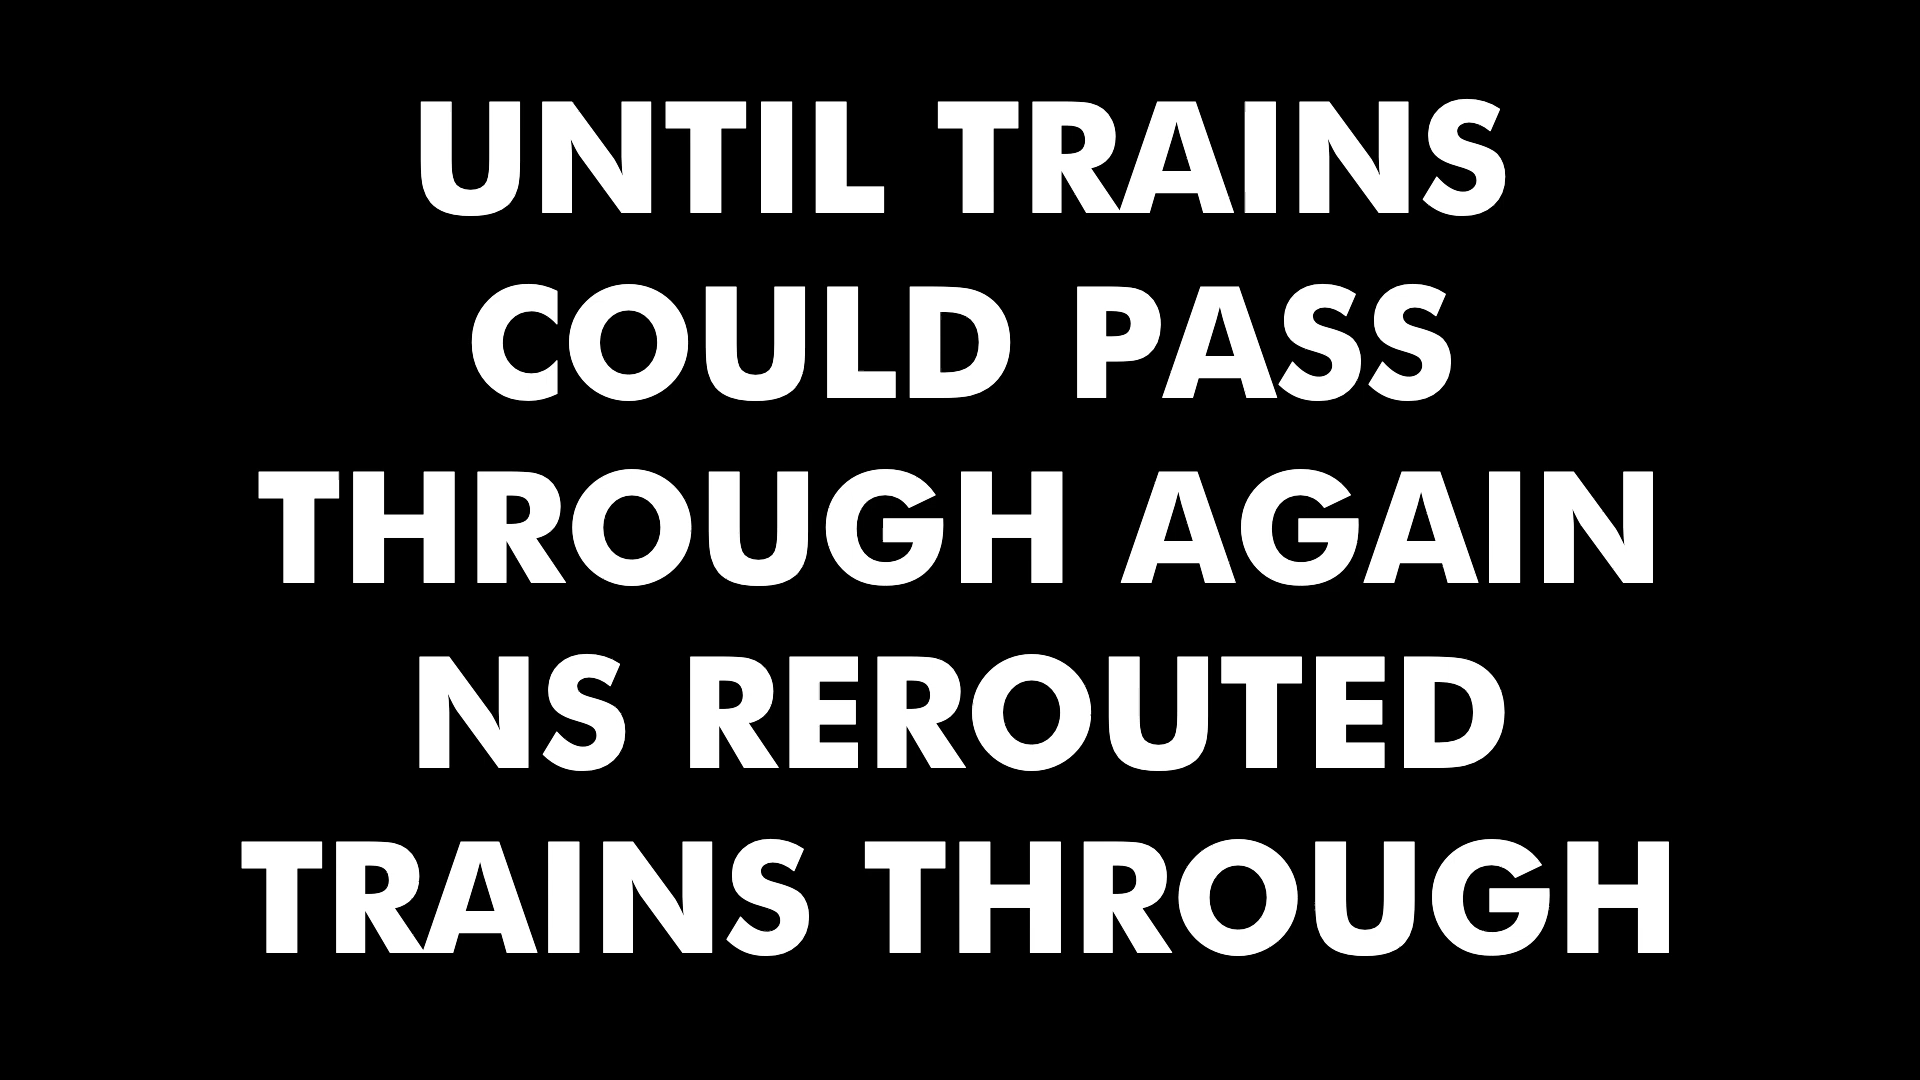 UNTIL TRAINS
COULD PASS
THROUGH AGAIN
NS REROUTED
TRAINS THROUGH